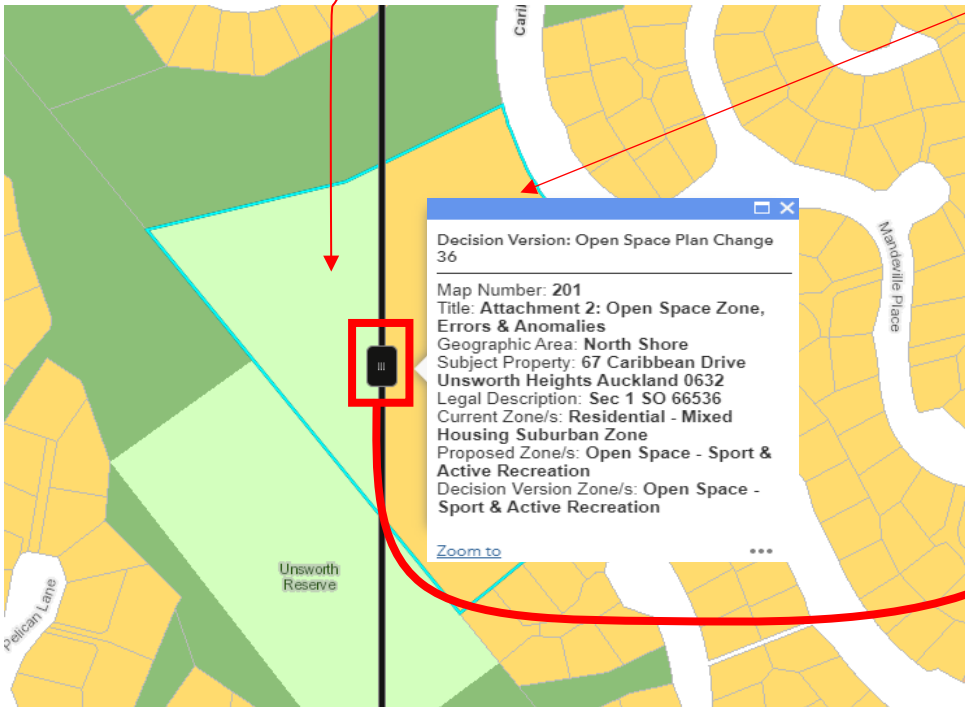 Cari
Decision Version: Open Space Plan Change
36
Map Number: 201
Title: Attachment 2: Open Space Zone,
Errors & Anomalies
Geographic Area: North Shore
Subject Property: 67 Caribbean Drive
Unsworth Heights Auckland 0632
Legal Description: Sec 1 SO 66536
Current Zone/s: Residential - Mixed
Housing Suburban Zone
Proposed Zone/s: Open Space - Sport &
Active Recreation
Decision Version Zone/s: Open Space -
Sport & Active Recreation
Zoom to
Mandeville Place
Unsworth
Reserve
Pelican Lane